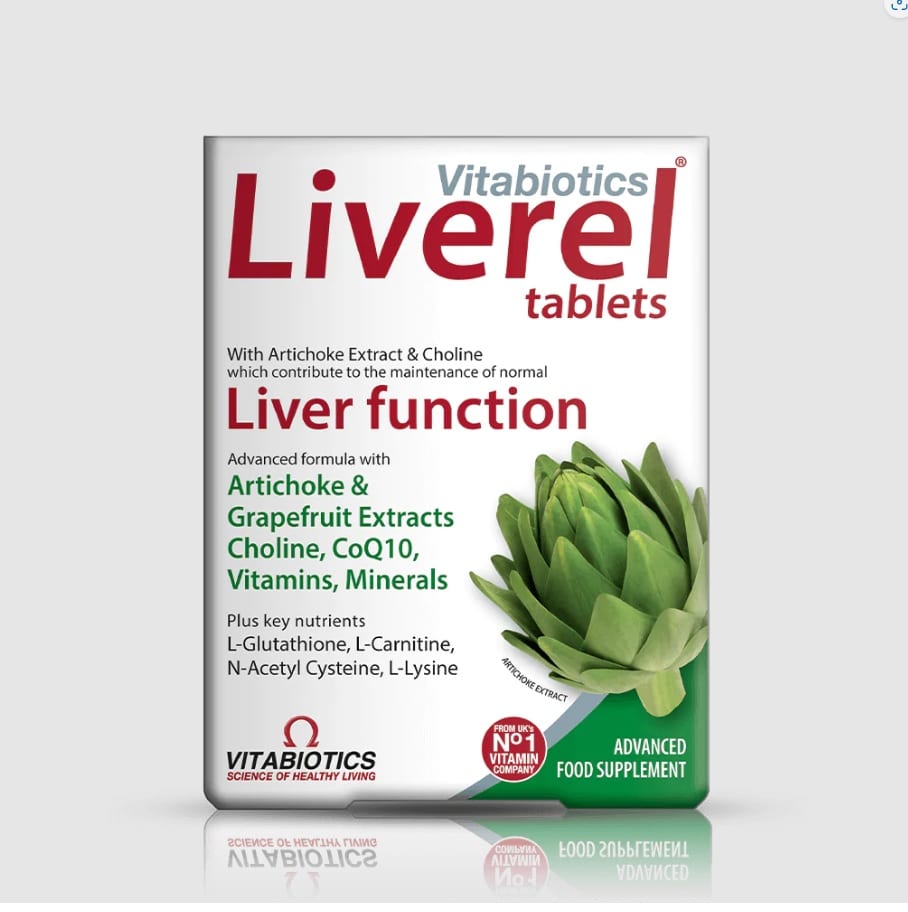 Vitabiotics
Liverel®
tablets
With Artichoke Extract & Choline
which contribute to the maintenance of normal
Liver function
Advanced formula with
Artichoke &
Grapefruit Extracts
Choline, CoQ10,
Vitamins, Minerals
Plus key nutrients
L-Glutathione, L-Carnitine,
N-Acetyl Cysteine, L-Lysine
ARTICHOKE EXTRACT
VITABIOTICS
SCIENCE OF HEALTHY LIVING
FROM UK's
Nº1
VITAMIN
COMPANY
ADVANCED
FOOD SUPPLEMENT